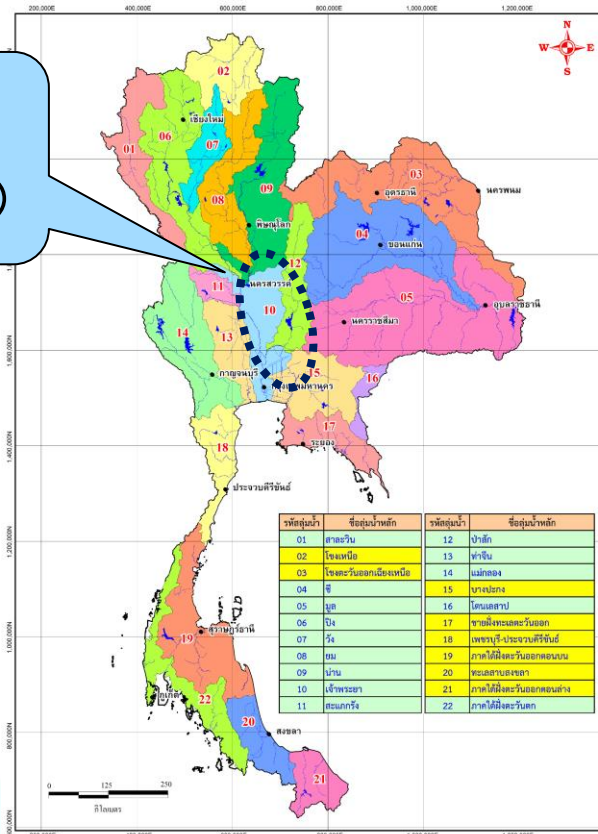 200,000E 400,000E 600,000E 800,000E 1,000,000E 1,200,000E
N
W E
S
02
เชียงใหม่
06
01
07
03
09
อุดรธานี
นครพนม
08
พิษณุโลก
04
ขอนแก่น
12
นครสวรรค์
11
05
อุบลราชธานี
10
14
นครราชสีมา
13
1,600,000N
15
กาญจนบุรี
16
กรุงเทพมหานคร
17
1,400,000N
18
ระยอง
ประจวบคีรีขันธ์
รหัสลุ่มน้ำ ชื่อลุ่มน้ำหลัก รหัสลุ่มน้ำ ชื่อลุ่มน้ำหลัก
01 สาละวิน 12 ป่าสัก
02 โขงเหนือ 13 ท่าจีน
03 โขงตะวันออกเฉียงเหนือ 14 แม่กลอง
04 ชี 15 บางปะกง
05 มูล 16 โตนเลสาป
06 ปิง 17 ชายฝั่งทะเลตะวันออก
07 วัง 18 เพชรบุรี-ประจวบคีรีขันธ์
08 ยม 19 ภาคใต้ฝั่งตะวันออกตอนบน
09 น่าน 20 ทะเลสาบสงขลา
10 เจ้าพระยา 21 ภาคใต้ฝั่งตะวันออกตอนล่าง
11 สะแกกรัง 22 ภาคใต้ฝั่งตะวันตก
1,200,000N
1,000,000N
สุราษฎร์ธานี
19
ภูเก็ต
22
20
สงขลา
800,000N
21
0 125 250
กิโลเมตร